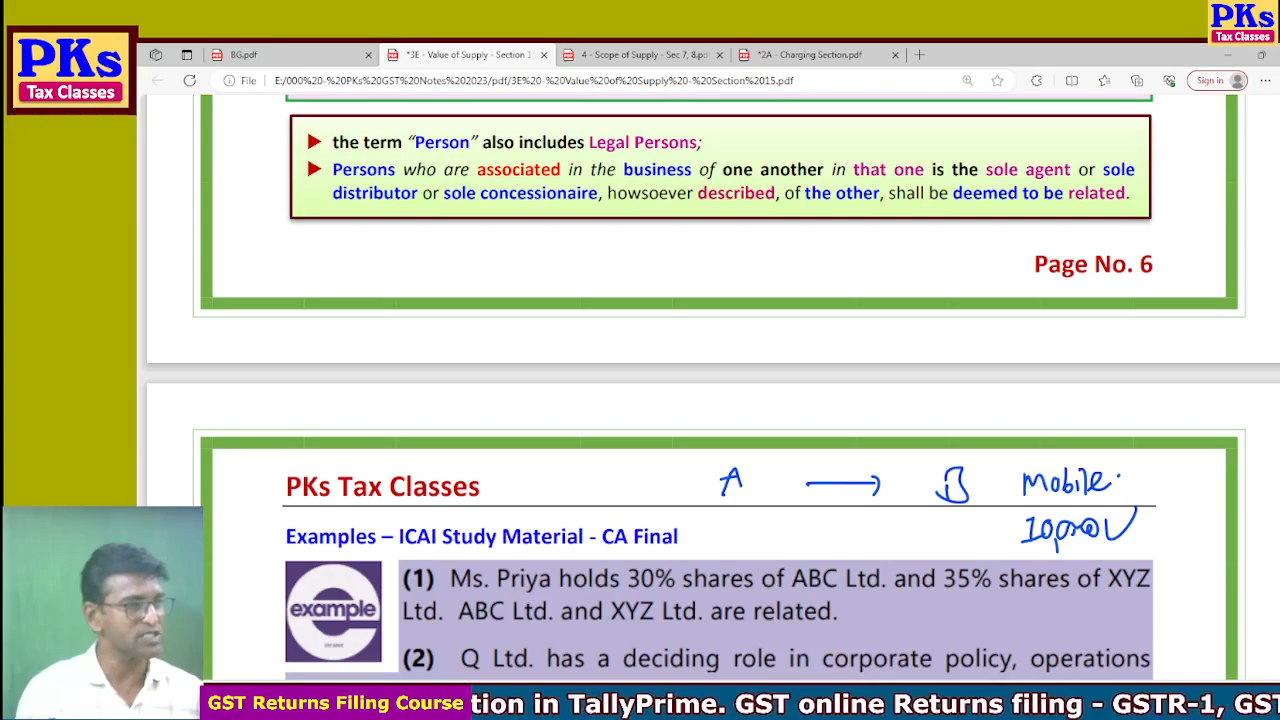 PKs
Tax Classes
PKs
Tax Classes
BG.pdf
*3E - Value of Supply - Section 1
4 - Scope of Supply - Sec 7, 8.pd
*2A - Charging Section.pdf
File
E:/000%20-%20PKs%20GST%20Notes%202023/pdf/3E%20-%20Value%20of%20Supply%20-%20Section%2015.pdf
Sign in
the term “Person” also includes Legal Persons;
Persons who are associated in the business of one another in that one is the sole agent or sole
distributor or sole concessionaire, howsoever described, of the other, shall be deemed to be related.
Page No. 6
PKs Tax Classes
A → B Mobile
Examples – ICAI Study Material - CA Final
example
(1) Ms. Priya holds 30% shares of ABC Ltd. and 35% shares of XYZ
Ltd. ABC Ltd. and XYZ Ltd. are related.
(2) Q Ltd. has a deciding role in corporate policy, operations
GST Returns Filing Course
tion in TallyPrime. GST online Returns filing - GSTR-1, GST